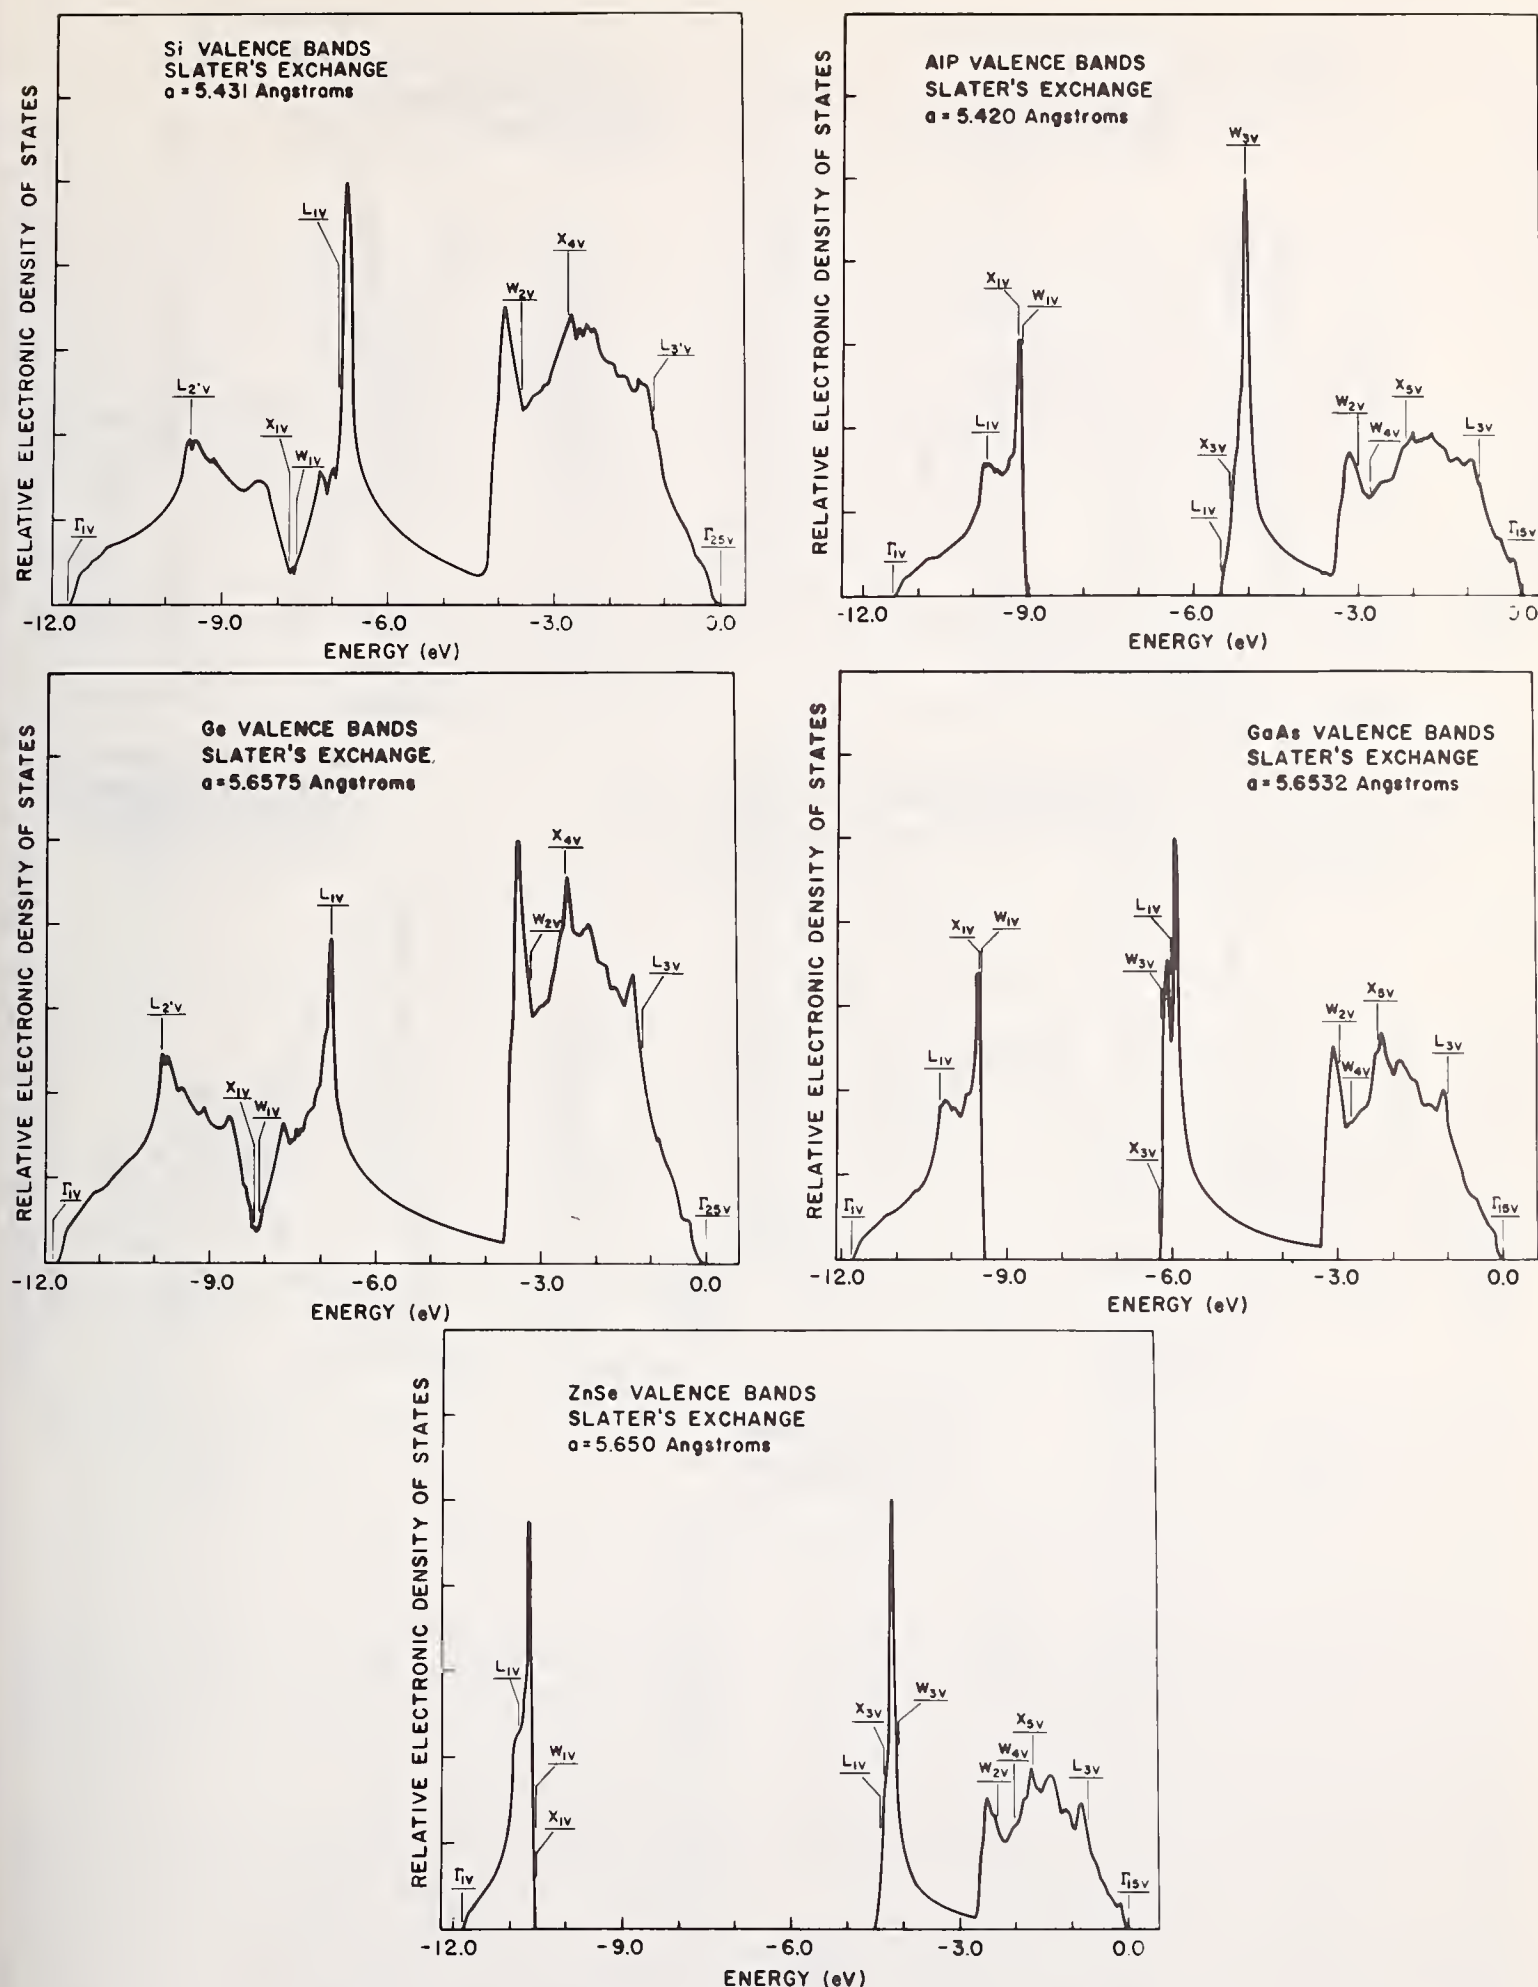 Si VALENCE BANDS
SLATER'S EXCHANGE
a = 5.431 Angstroms
RELATIVE ELECTRONIC DENSITY OF STATES
Γ1V
L2'V
X1V
W1V
L1V
W2V
X4V
L3'V
Γ25V
-12.0 -9.0 -6.0 -3.0 0.0
ENERGY (eV)
AlP VALENCE BANDS
SLATER'S EXCHANGE
a = 5.420 Angstroms
RELATIVE ELECTRONIC DENSITY OF STATES
Γ1V
L1V
X1V
W1V
L1V
X3V
W3V
W2V
W4V
X5V
L3V
Γ15V
-12.0 -9.0 -6.0 -3.0 0.0
ENERGY (eV)
Ge VALENCE BANDS
SLATER'S EXCHANGE
a = 5.6575 Angstroms
RELATIVE ELECTRONIC DENSITY OF STATES
Γ1V
L2'V
X1V
W1V
L1V
W2V
X4V
L3V
Γ25V
-12.0 -9.0 -6.0 -3.0 0.0
ENERGY (eV)
GaAs VALENCE BANDS
SLATER'S EXCHANGE
a = 5.6532 Angstroms
RELATIVE ELECTRONIC DENSITY OF STATES
Γ1V
L1V
X1V
W1V
X3V
W3V
L1V
W2V
W4V
X5V
L3V
Γ15V
-12.0 -9.0 -6.0 -3.0 0.0
ENERGY (eV)
ZnSe VALENCE BANDS
SLATER'S EXCHANGE
a = 5.650 Angstroms
RELATIVE ELECTRONIC DENSITY OF STATES
Γ1V
L1V
W1V
X1V
L1V
X3V
W3V
W2V
W4V
X5V
L3V
Γ15V
-12.0 -9.0 -6.0 -3.0 0.0
ENERGY (eV)